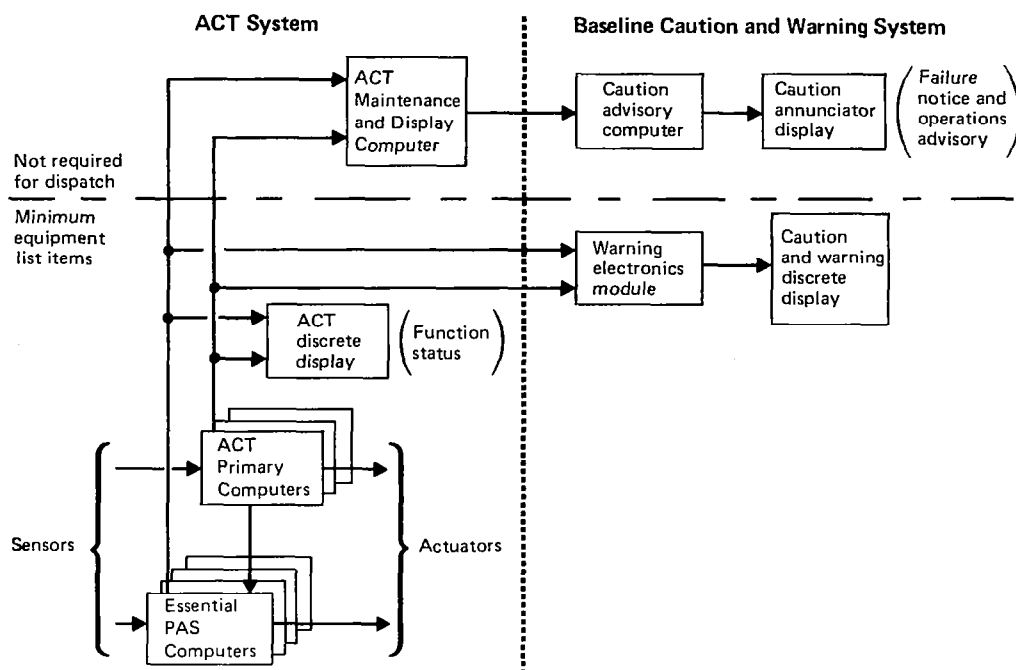 ACT System
Baseline Caution and Warning System
ACT
Maintenance
and Display
Computer
Caution
advisory
computer
Caution
annunciator
display
(Failure
notice and
operations
advisory)
Not required
for dispatch
Minimum
equipment
list items
Warning
electronics
module
Caution
and warning
discrete
display
ACT
discrete
display
(Function
status)
ACT
Primary
Computers
Sensors
Actuators
Essential
PAS
Computers